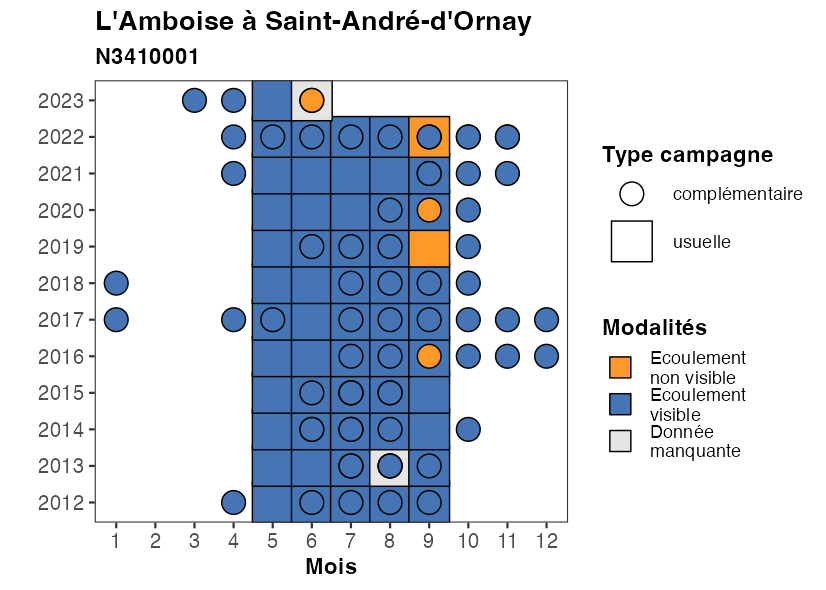 L'Amboise à Saint-André-d'Ornay
N3410001
2023
2022
2021
2020
2019
2018
2017
2016
2015
2014
2013
2012
1 2 3 4 5 6 7 8 9 10 11 12
Mois
Type campagne
complémentaire
usuelle
Modalités
Ecoulement
non visible
Ecoulement
visible
Donnée
manquante